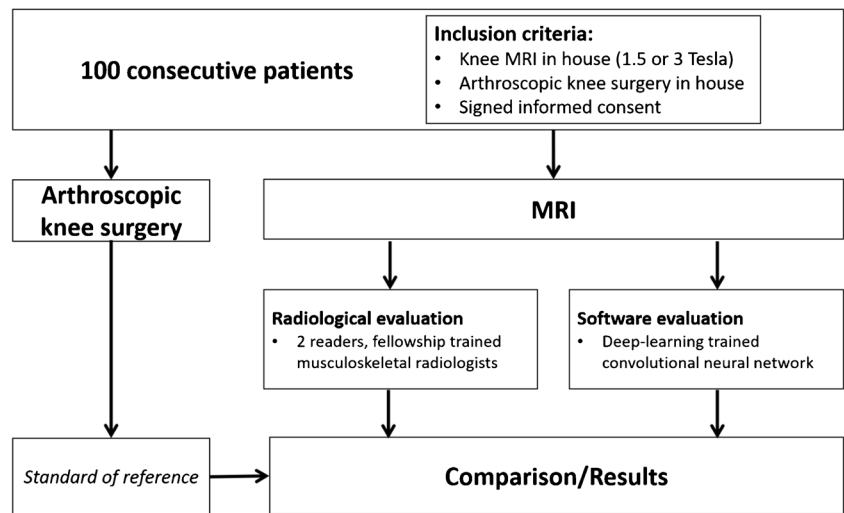 100 consecutive patients
Inclusion criteria:
• Knee MRI in house (1.5 or 3 Tesla)
• Arthroscopic knee surgery in house
• Signed informed consent
Arthroscopic
knee surgery
MRI
Radiological evaluation
• 2 readers, fellowship trained
musculoskeletal radiologists
Software evaluation
• Deep-learning trained
convolutional neural network
Standard of reference
Comparison/Results